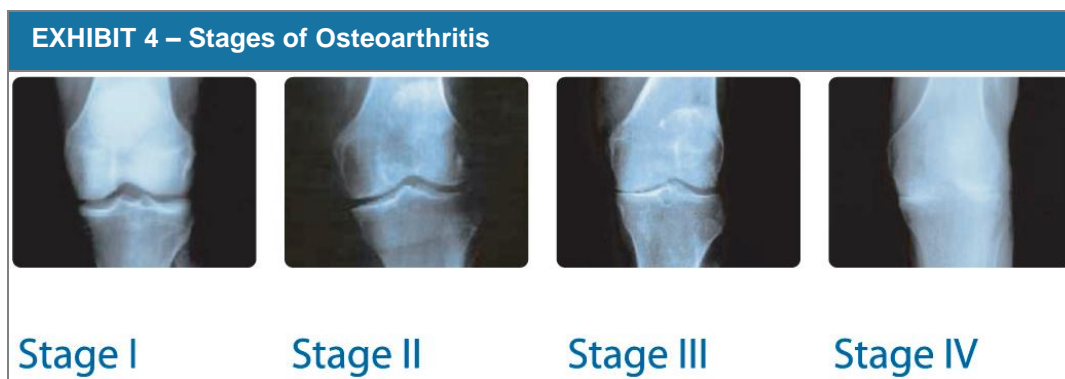 EXHIBIT 4 – Stages of Osteoarthritis
Stage I
Stage II
Stage III
Stage IV